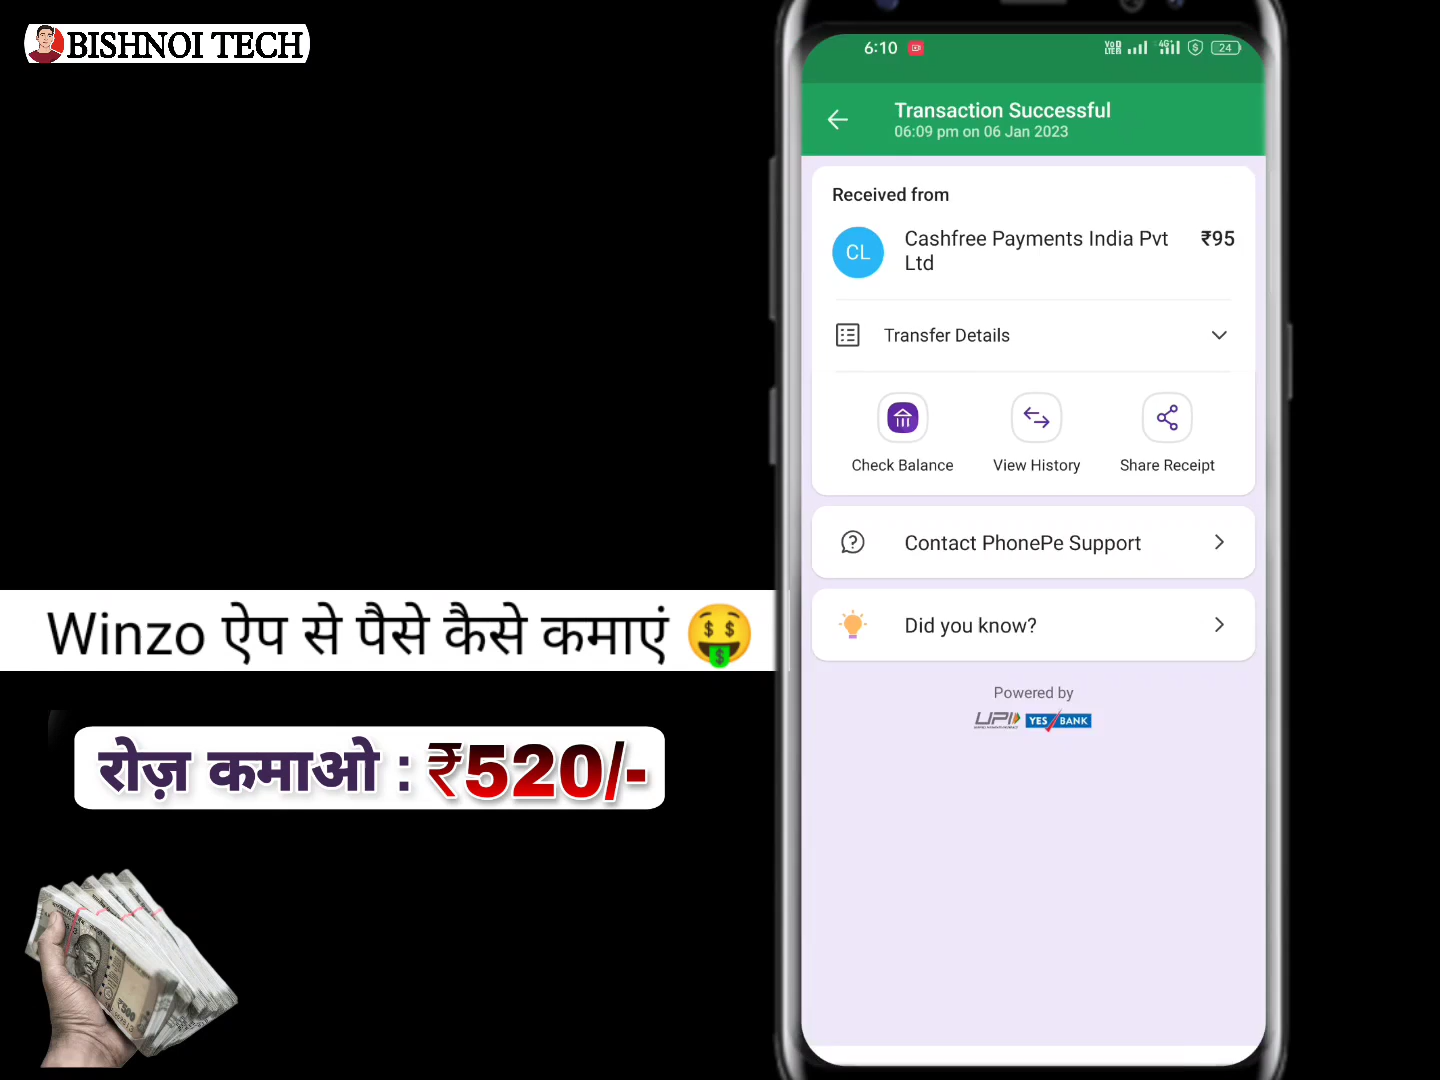 BISHNOI TECH
Winzo ऐप से पैसे कैसे कमाएं
रोज़ कमाओ : ₹520/-
6:10
24
Transaction Successful
06:09 pm on 06 Jan 2023
Received from
CL
Cashfree Payments India Pvt
Ltd
₹95
Transfer Details
Check Balance
View History
Share Receipt
Contact PhonePe Support
Did you know?
Powered by
UPI YES BANK